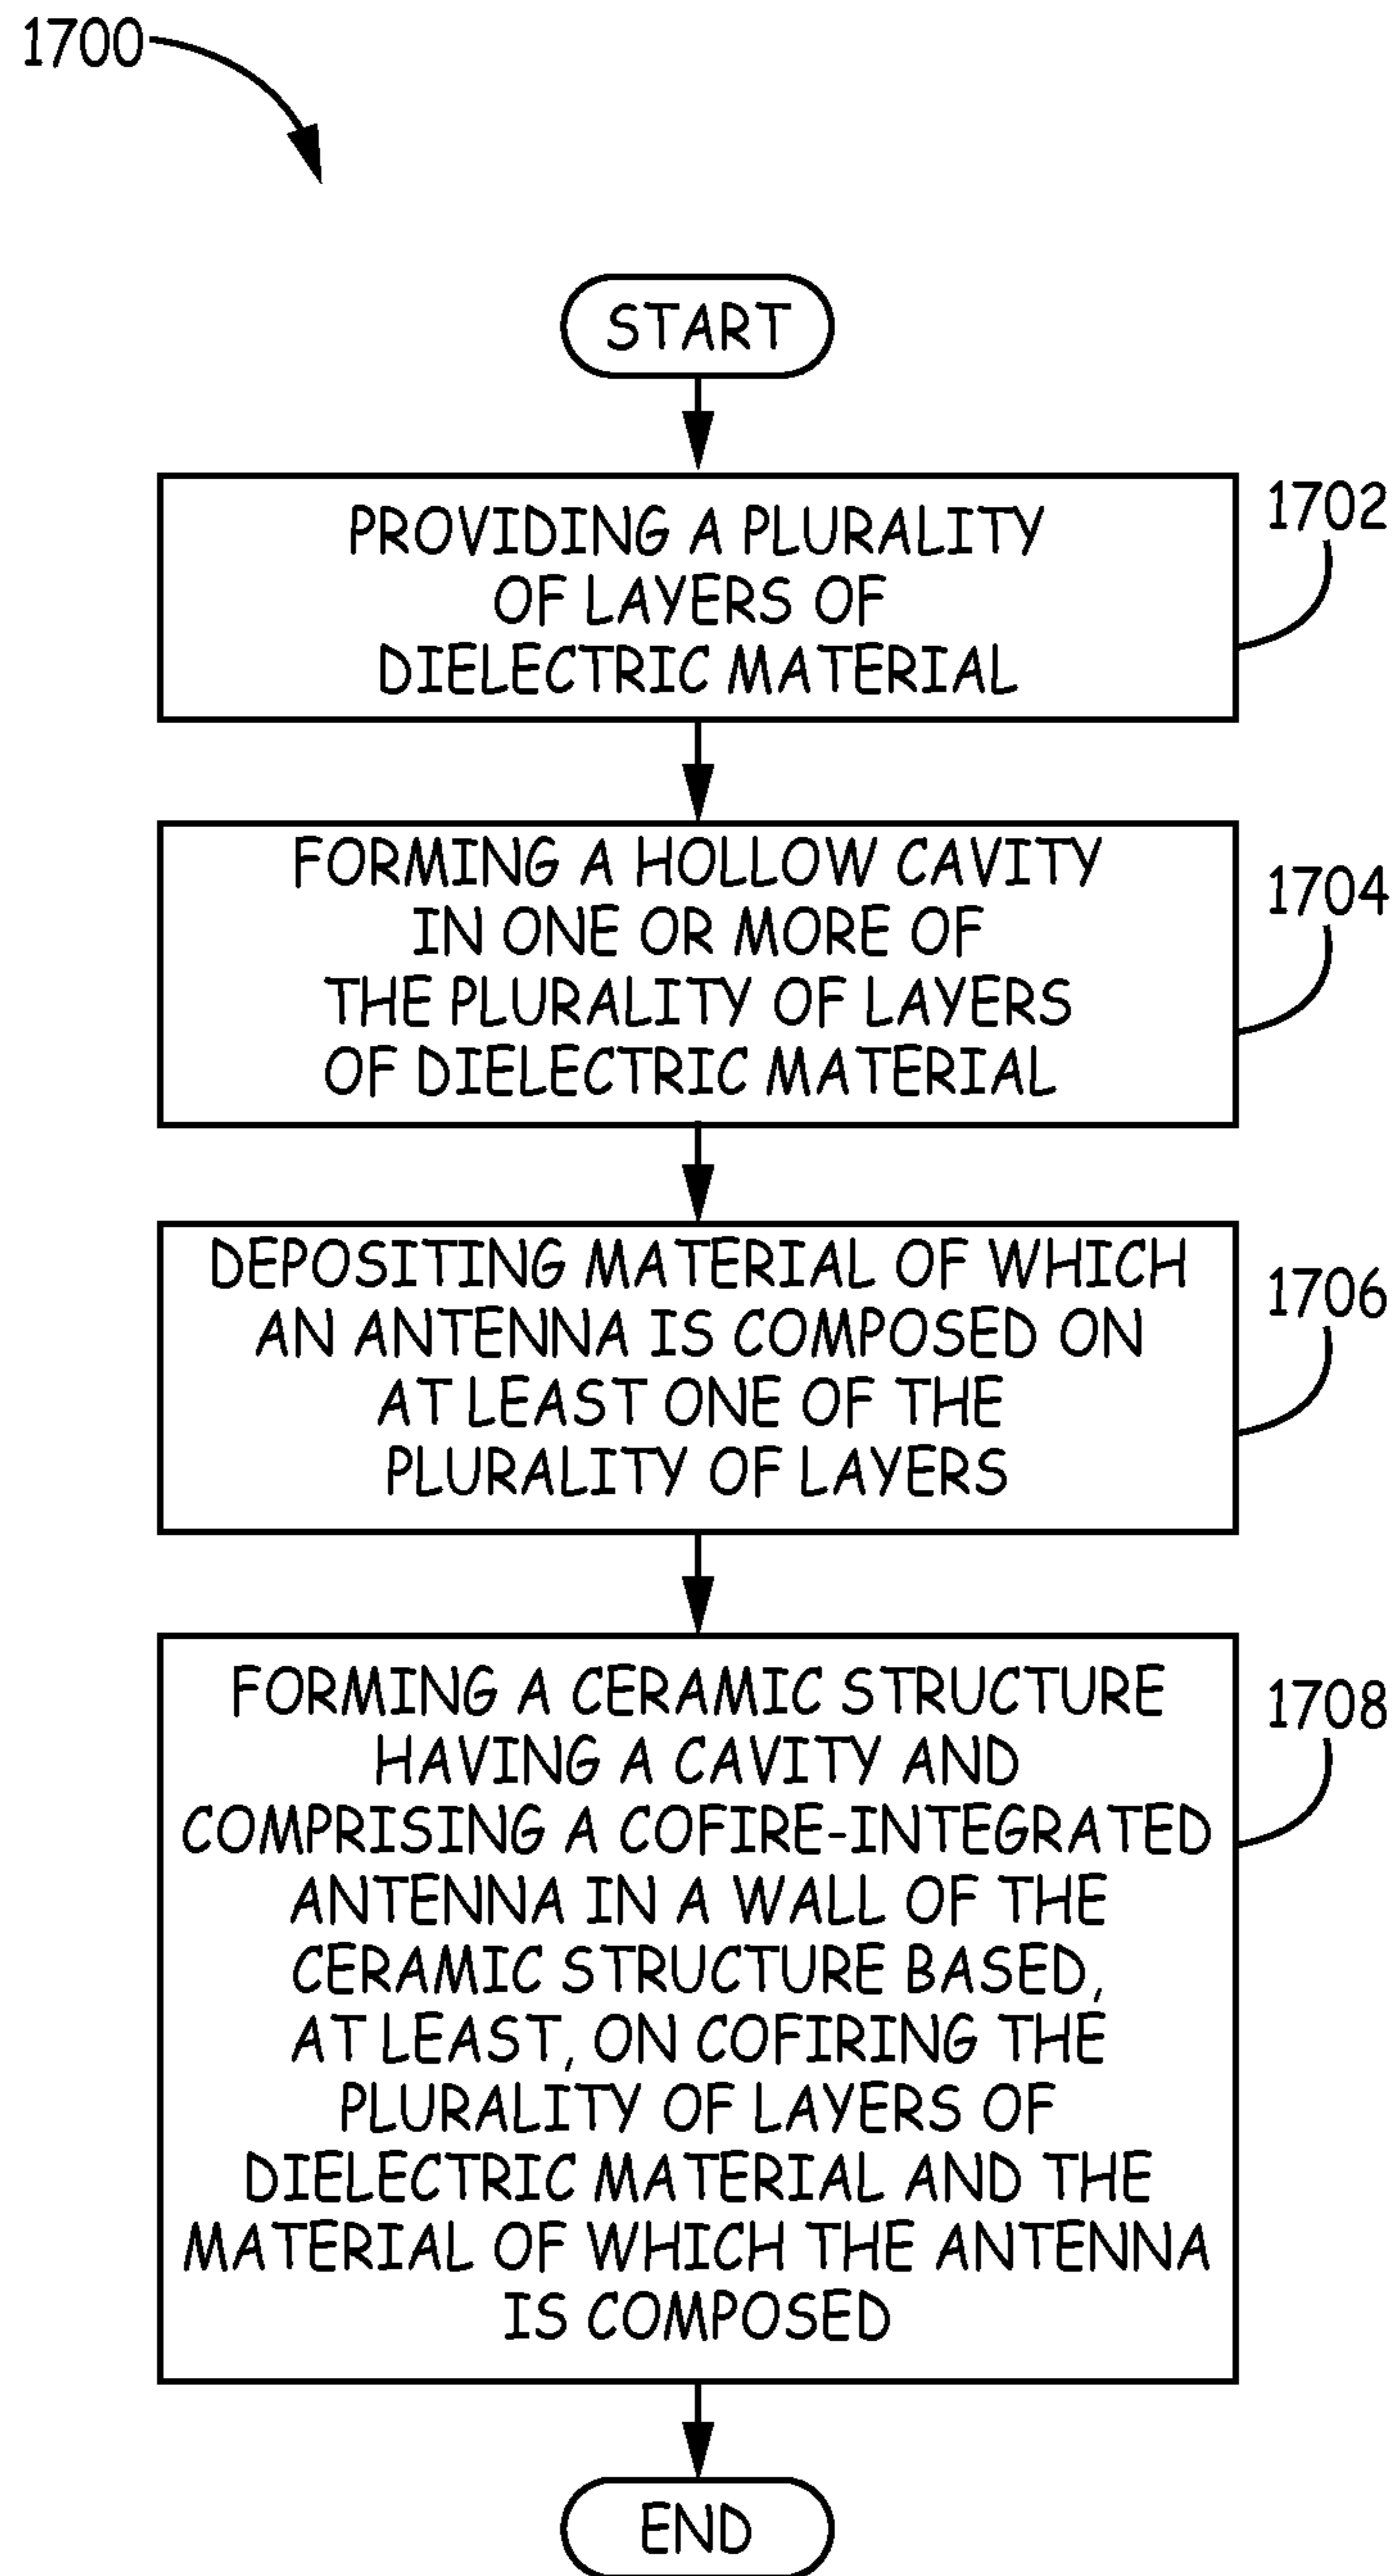 1700
START
PROVIDING A PLURALITY
OF LAYERS OF
DIELECTRIC MATERIAL
1702
FORMING A HOLLOW CAVITY
IN ONE OR MORE OF
THE PLURALITY OF LAYERS
OF DIELECTRIC MATERIAL
1704
DEPOSITING MATERIAL OF WHICH
AN ANTENNA IS COMPOSED ON
AT LEAST ONE OF THE
PLURALITY OF LAYERS
1706
FORMING A CERAMIC STRUCTURE
HAVING A CAVITY AND
COMPRISING A COFIRE-INTEGRATED
ANTENNA IN A WALL OF THE
CERAMIC STRUCTURE BASED,
AT LEAST, ON COFIRING THE
PLURALITY OF LAYERS OF
DIELECTRIC MATERIAL AND THE
MATERIAL OF WHICH THE ANTENNA
IS COMPOSED
1708
END